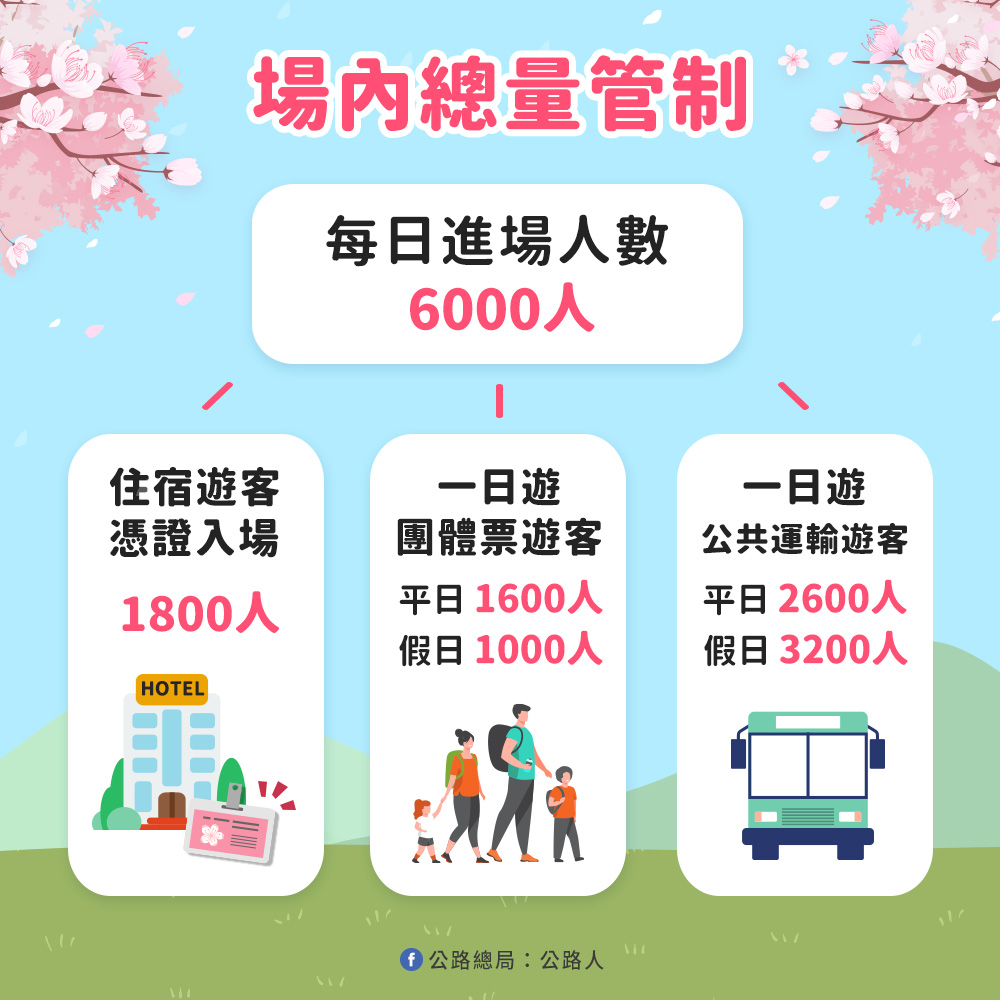 場內總量管制
每日進場人數
6000人
住宿遊客
憑證入場
1800人
HOTEL
一日遊
團體票遊客
平日 1600人
假日 1000人
一日遊
公共運輸遊客
平日 2600人
假日 3200人
f 公路總局：公路人